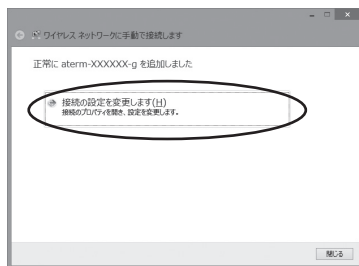 ワイヤレス ネットワークに手動で接続します
正常に aterm-XXXXXX-g を追加しました
接続の設定を変更します(H)
接続のプロパティを開き、設定を変更します。
閉じる